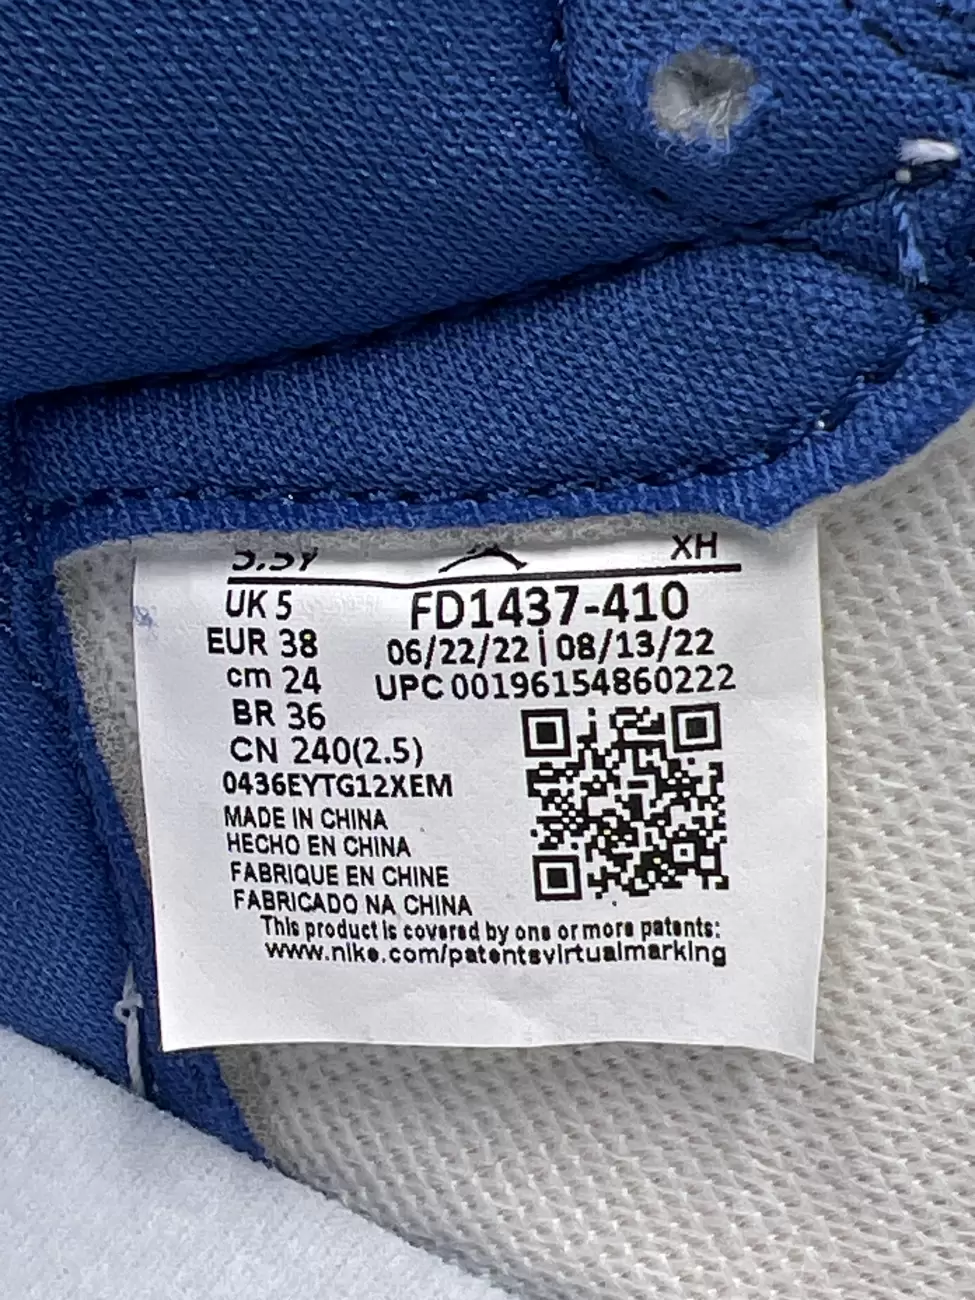 5.5Y XH
UK 5 FD1437-410
EUR 38 06/22/22 | 08/13/22
cm 24 UPC 00196154860222
BR 36
CN 240(2.5)
0436EYTG12XEM
MADE IN CHINA
HECHO EN CHINA
FABRIQUE EN CHINE
FABRICADO NA CHINA
This product is covered by one or more patents:
www.nike.com/patentsvirtualmarking